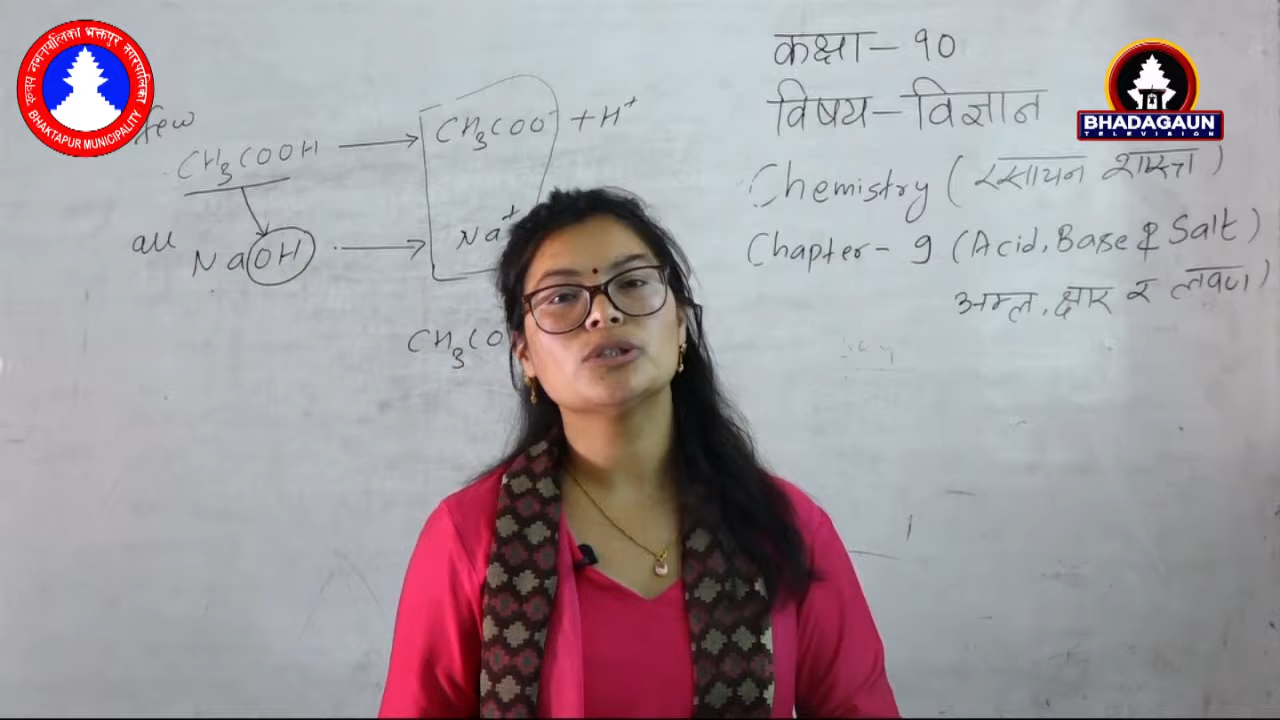 BHAKTAPUR MUNICIPALITY
few
CH₃COOH → CH₃COO⁻ + H⁺
all NaOH → Na⁺
CH₃CO
कक्षा – १०
विषय – विज्ञान
Chemistry (रसायन शास्त्र)
Chapter - 9 (Acid, Base & Salt)
अम्ल, क्षार र लवण)
BHADAGAUN
TELEVISION